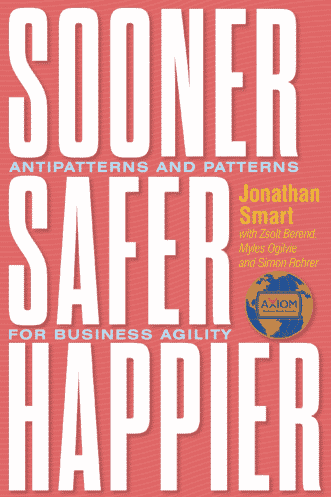 SOONER
ANTIPATTERNS AND PATTERNS
SAFER
Jonathan
Smart
with Zsolt Berend,
Myles Ogilvie
and Simon Rohrer
AXIOM
FOR BUSINESS AGILITY
HAPPIER